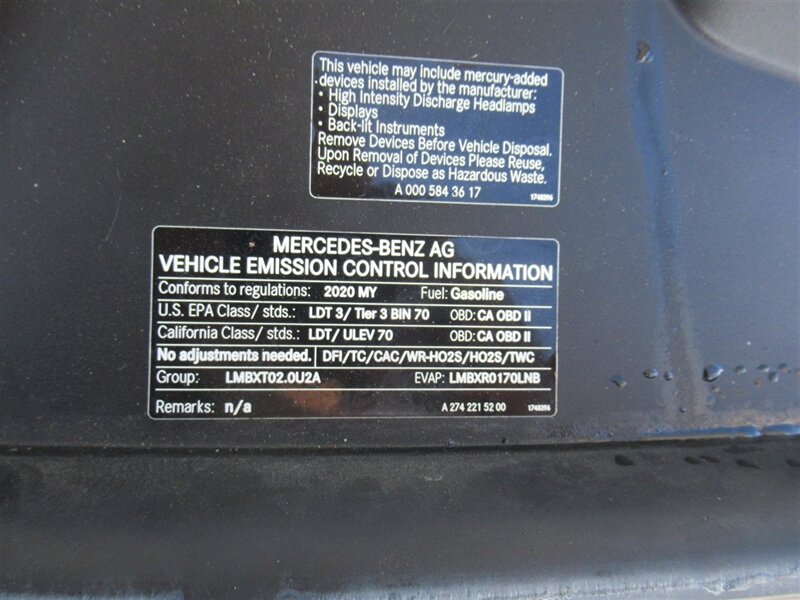 This vehicle may include mercury-added
devices installed by the manufacturer:
• High Intensity Discharge Headlamps
• Displays
• Back-lit Instruments
Remove Devices Before Vehicle Disposal.
Upon Removal of Devices Please Reuse,
Recycle or Dispose as Hazardous Waste.
A 000 584 36 17 1748396
MERCEDES-BENZ AG
VEHICLE EMISSION CONTROL INFORMATION
Conforms to regulations: 2020 MY Fuel: Gasoline
U.S. EPA Class/ stds.: LDT 3/ Tier 3 BIN 70 OBD: CA OBD II
California Class/ stds.: LDT/ ULEV 70 OBD: CA OBD II
No adjustments needed. DFI/TC/CAC/WR-HO2S/HO2S/TWC
Group: LMBXT02.0U2A EVAP: LMBXR0170LNB
Remarks: n/a A 274 221 52 00 1748396